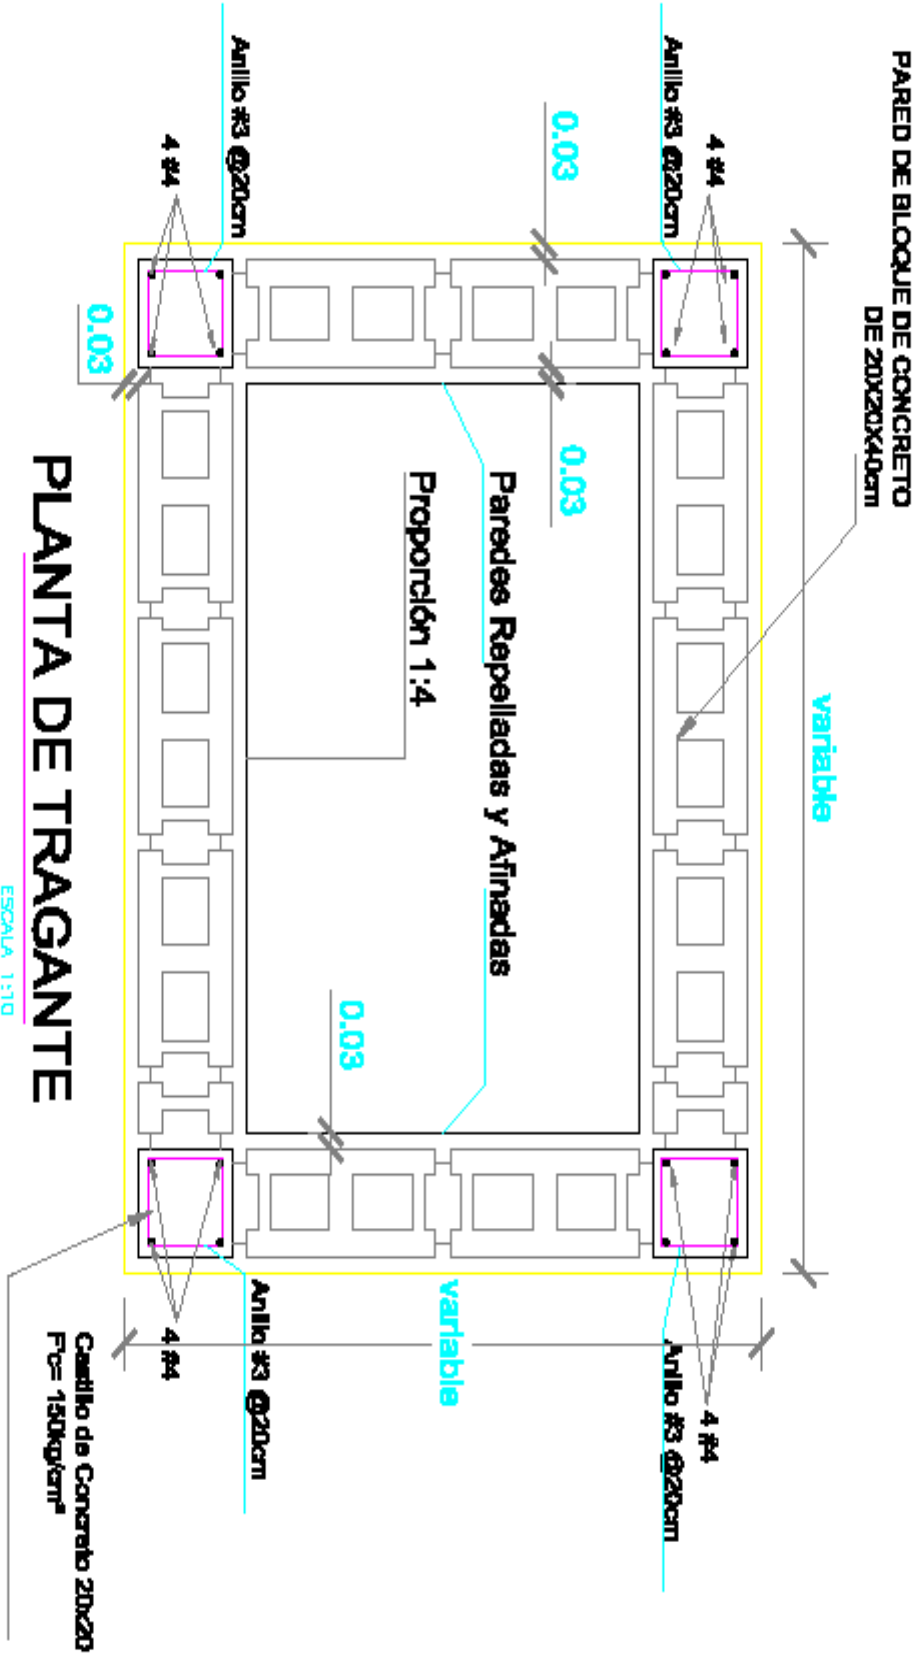 PARED DE BLOQUE DE CONCRETO
DE 20X20X40cm
variable
4 #4
Anillo #3 @20cm
4 #4
Anillo #3 @20cm
0.03
0.03
Paredes Repelladas y Afinadas
Proporción 1:4
0.03
variable
Anillo #3 @20cm
4 #4
0.03
Anillo #3 @20cm
4 #4
Castillo de Concreto 20x20
F'c= 150kg/cm²
PLANTA DE TRAGANTE
ESCALA 1:10